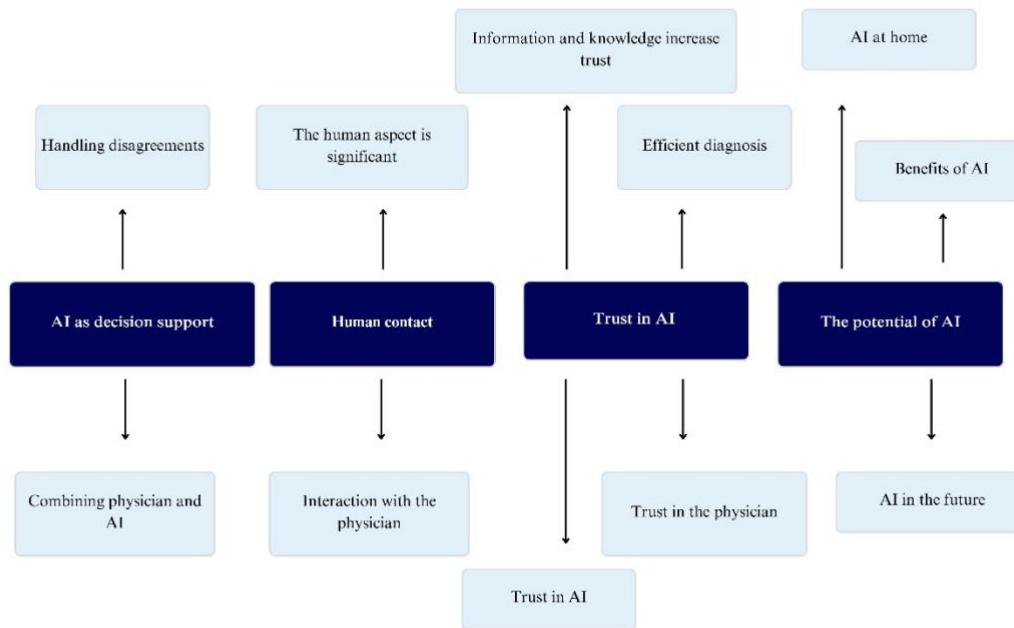 Information and knowledge increase
trust
AI at home
Handling disagreements
The human aspect is
significant
Efficient diagnosis
Benefits of AI
AI as decision support
Human contact
Trust in AI
The potential of AI
Combining physician and
AI
Interaction with the
physician
Trust in the physician
AI in the future
Trust in AI